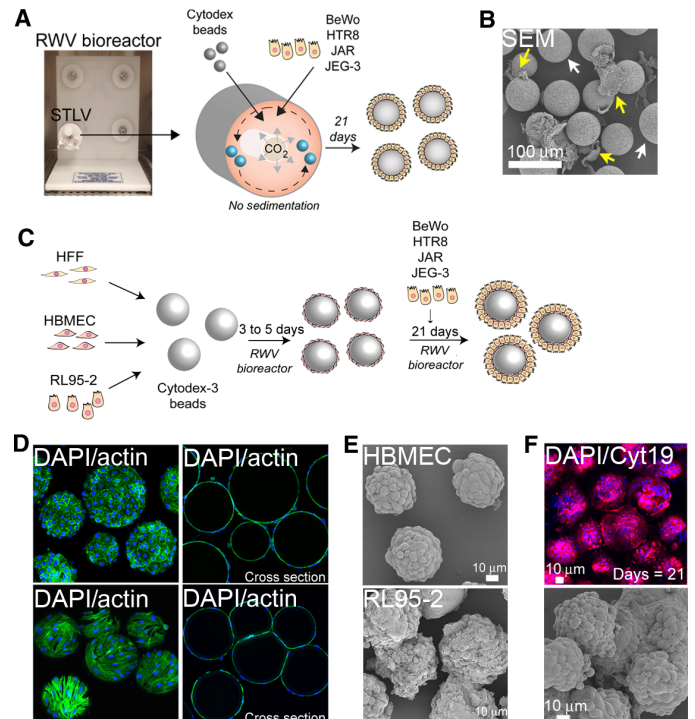 A
RWV bioreactor
STLV
Cytodex
beads
BeWo
HTR8
JAR
JEG-3
CO2
No sedimentation
21
days
B
SEM
100 µm
C
HFF
HBMEC
RL95-2
Cytodex-3
beads
3 to 5 days
RWV
bioreactor
BeWo
HTR8
JAR
JEG-3
21 days
RWV
bioreactor
D
DAPI/actin
DAPI/actin
Cross section
DAPI/actin
DAPI/actin
Cross section
E
HBMEC
10 µm
RL95-2
10 µm
F
DAPI/Cyt19
10 µm
Days = 21
10 µm